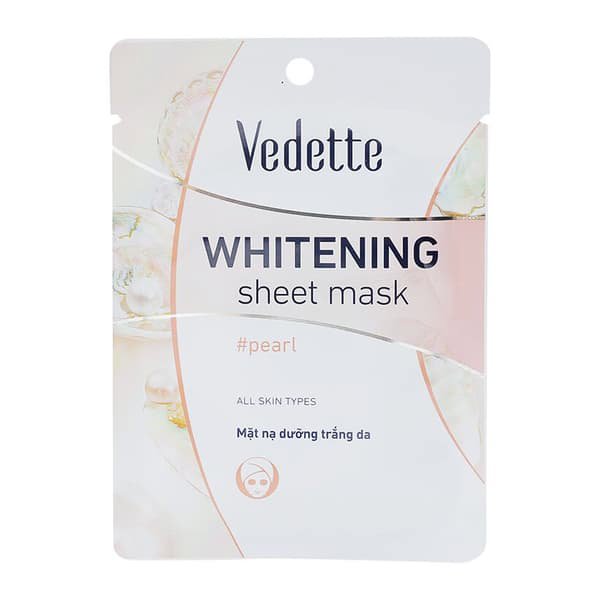 Vedette
WHITENING
sheet mask
#pearl
ALL SKIN TYPES
Mặt nạ dưỡng trắng da